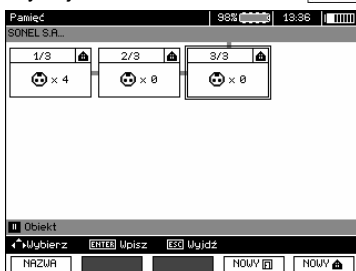 Pamięć 98% 13:36
SONEL S.A...
1/3 2/3 3/3
x 4 x 0 x 0
Obiekt
Wybierz ENTER Wpisz ESC Wyjdź
NAZWA NOWY NOWY